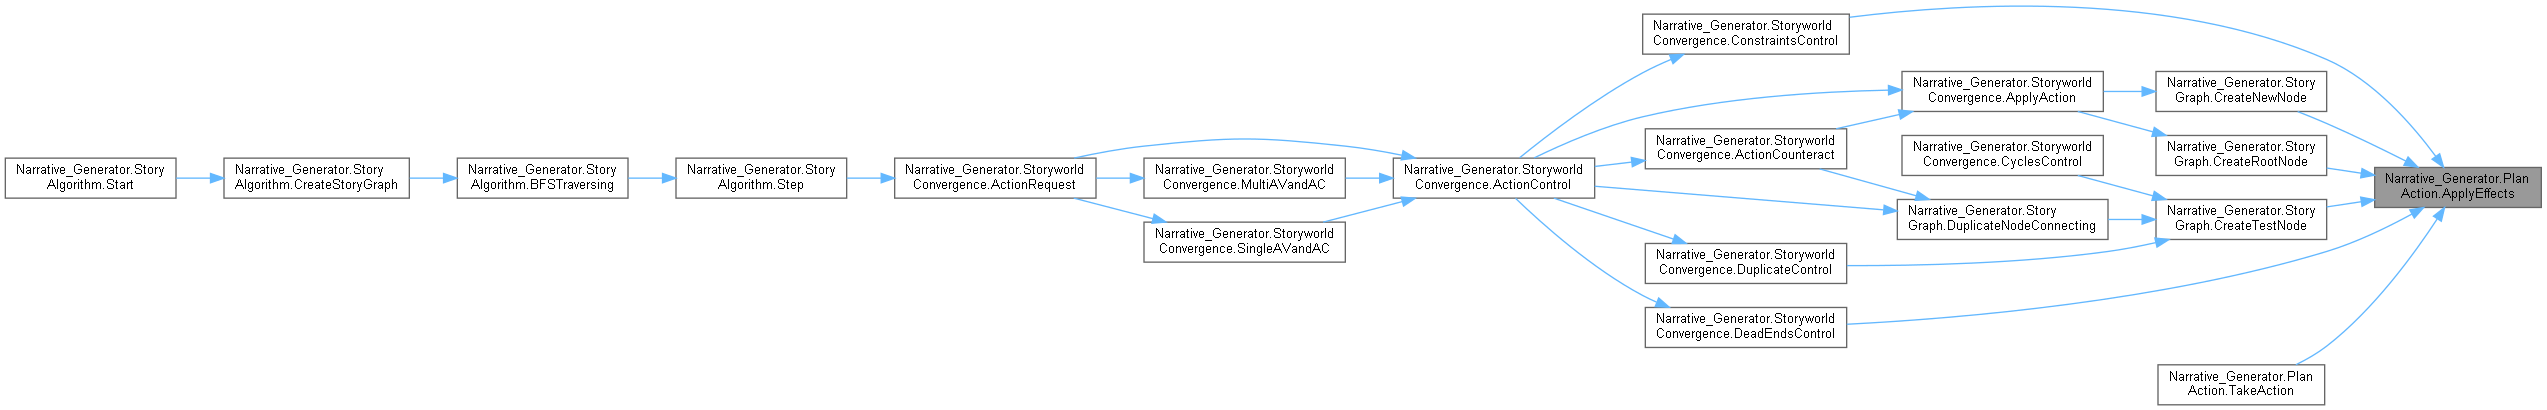 Narrative_Generator.Story
Algorithm.Start
Narrative_Generator.Story
Algorithm.CreateStoryGraph
Narrative_Generator.Story
Algorithm.BFSTraversing
Narrative_Generator.Story
Algorithm.Step
Narrative_Generator.Storyworld
Convergence.ActionRequest
Narrative_Generator.Storyworld
Convergence.MultiAVandAC
Narrative_Generator.Storyworld
Convergence.SingleAVandAC
Narrative_Generator.Storyworld
Convergence.ActionControl
Narrative_Generator.Storyworld
Convergence.ConstraintsControl
Narrative_Generator.Storyworld
Convergence.ActionCounteract
Narrative_Generator.Storyworld
Convergence.DuplicateControl
Narrative_Generator.Storyworld
Convergence.DeadEndsControl
Narrative_Generator.Storyworld
Convergence.ApplyAction
Narrative_Generator.Storyworld
Convergence.CyclesControl
Narrative_Generator.Story
Graph.DuplicateNodeConnecting
Narrative_Generator.Story
Graph.CreateNewNode
Narrative_Generator.Story
Graph.CreateRootNode
Narrative_Generator.Story
Graph.CreateTestNode
Narrative_Generator.Plan
Action.TakeAction
Narrative_Generator.Plan
Action.ApplyEffects